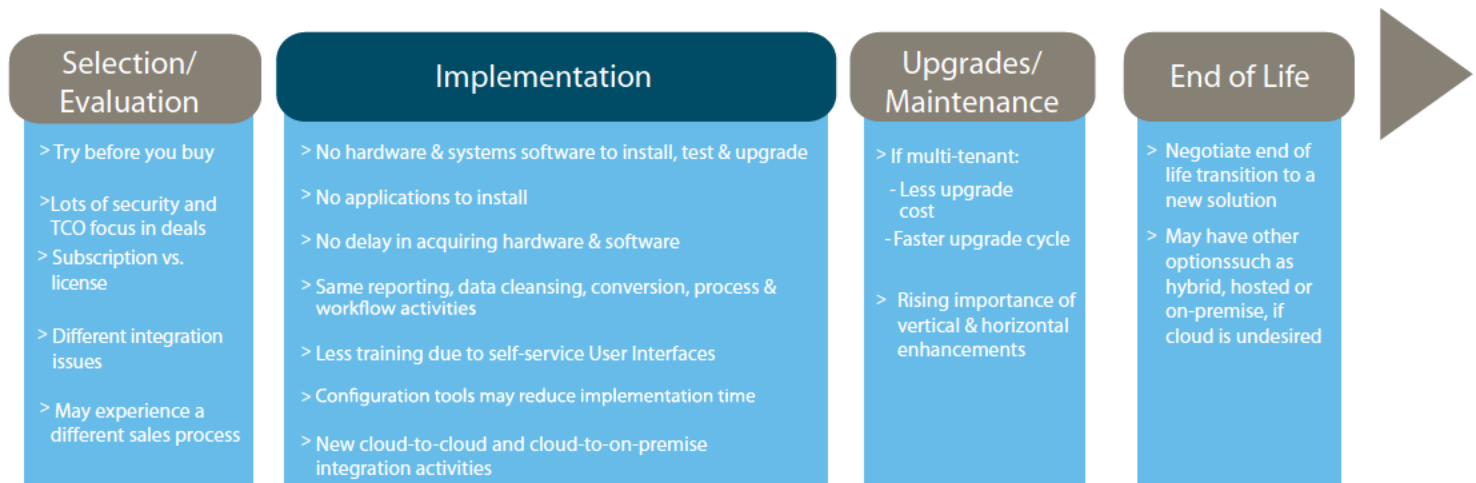 Selection/
Evaluation
> Try before you buy
>Lots of security and
TCO focus in deals
> Subscription vs.
license
> Different integration
issues
> May experience a
different sales process
Implementation
> No hardware & systems software to install, test & upgrade
> No applications to install
> No delay in acquiring hardware & software
> Same reporting, data cleansing, conversion, process &
workflow activities
> Less training due to self-service User Interfaces
> Configuration tools may reduce implementation time
> New cloud-to-cloud and cloud-to-on-premise
integration activities
Upgrades/
Maintenance
> If multi-tenant:
- Less upgrade
cost
- Faster upgrade cycle
> Rising importance of
vertical & horizontal
enhancements
End of Life
> Negotiate end of
life transition to a
new solution
> May have other
optionssuch as
hybrid, hosted or
on-premise, if
cloud is undesired